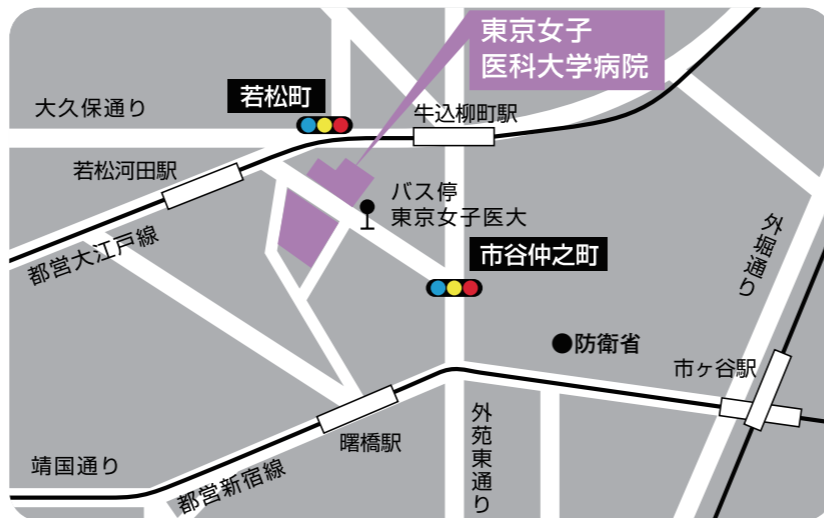 東京女子
医科大学病院
若松町
大久保通り
牛込柳町駅
若松河田駅
バス停
東京女子医大
都営大江戸線
市谷仲之町
外堀通り
防衛省
市ヶ谷駅
曙橋駅
外苑東通り
靖国通り
都営新宿線